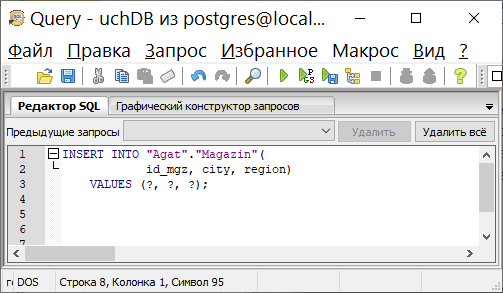 Query - uchDB из postgres@local...
Файл Правка Запрос Избранное Макрос Вид ?
Редактор SQL Графический конструктор запросов
Предыдущие запросы Удалить Удалить всё
1 INSERT INTO "Agat"."Magazin"(
2 id_mgz, city, region)
3 VALUES (?, ?, ?);
4
5
6
7
DOS Строка 8, Колонка 1, Символ 95